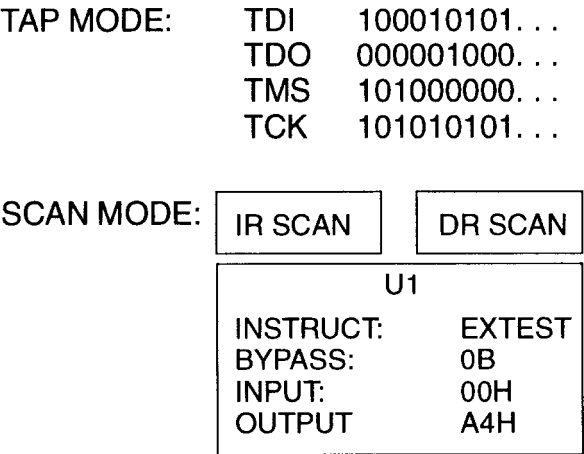 TAP MODE: TDI 100010101. . .
TDO 000001000. . .
TMS 101000000. . .
TCK 101010101. . .
SCAN MODE: IR SCAN DR SCAN
U1
INSTRUCT: EXTEST
BYPASS: 0B
INPUT: 00H
OUTPUT A4H